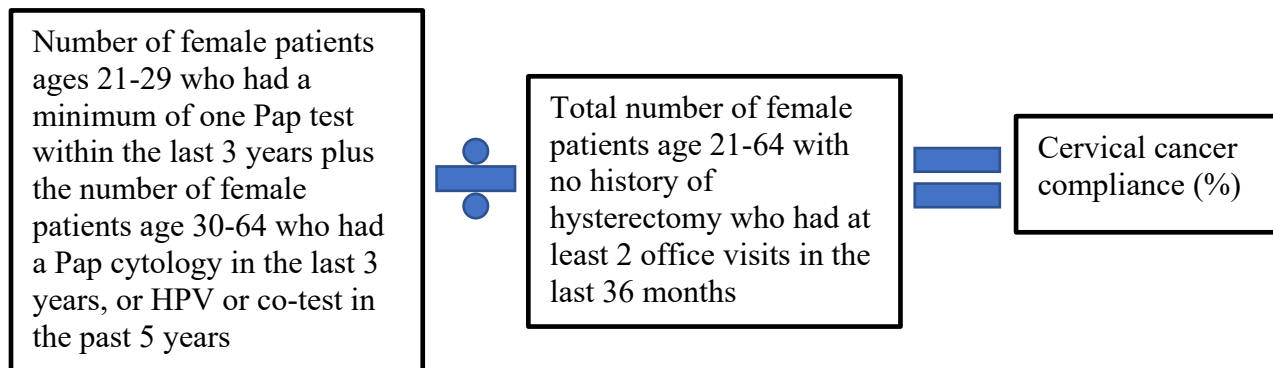 Number of female patients
ages 21-29 who had a
minimum of one Pap test
within the last 3 years plus
the number of female
patients age 30-64 who had
a Pap cytology in the last 3
years, or HPV or co-test in
the past 5 years
Total number of female
patients age 21-64 with
no history of
hysterectomy who had at
least 2 office visits in the
last 36 months
Cervical cancer
compliance (%)